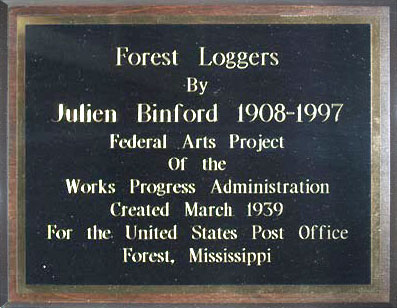 Forest Loggers
By
Julien Binford 1908-1997
Federal Arts Project
Of the
Works Progress Administration
Created March 1939
For the United States Post Office
Forest, Mississippi